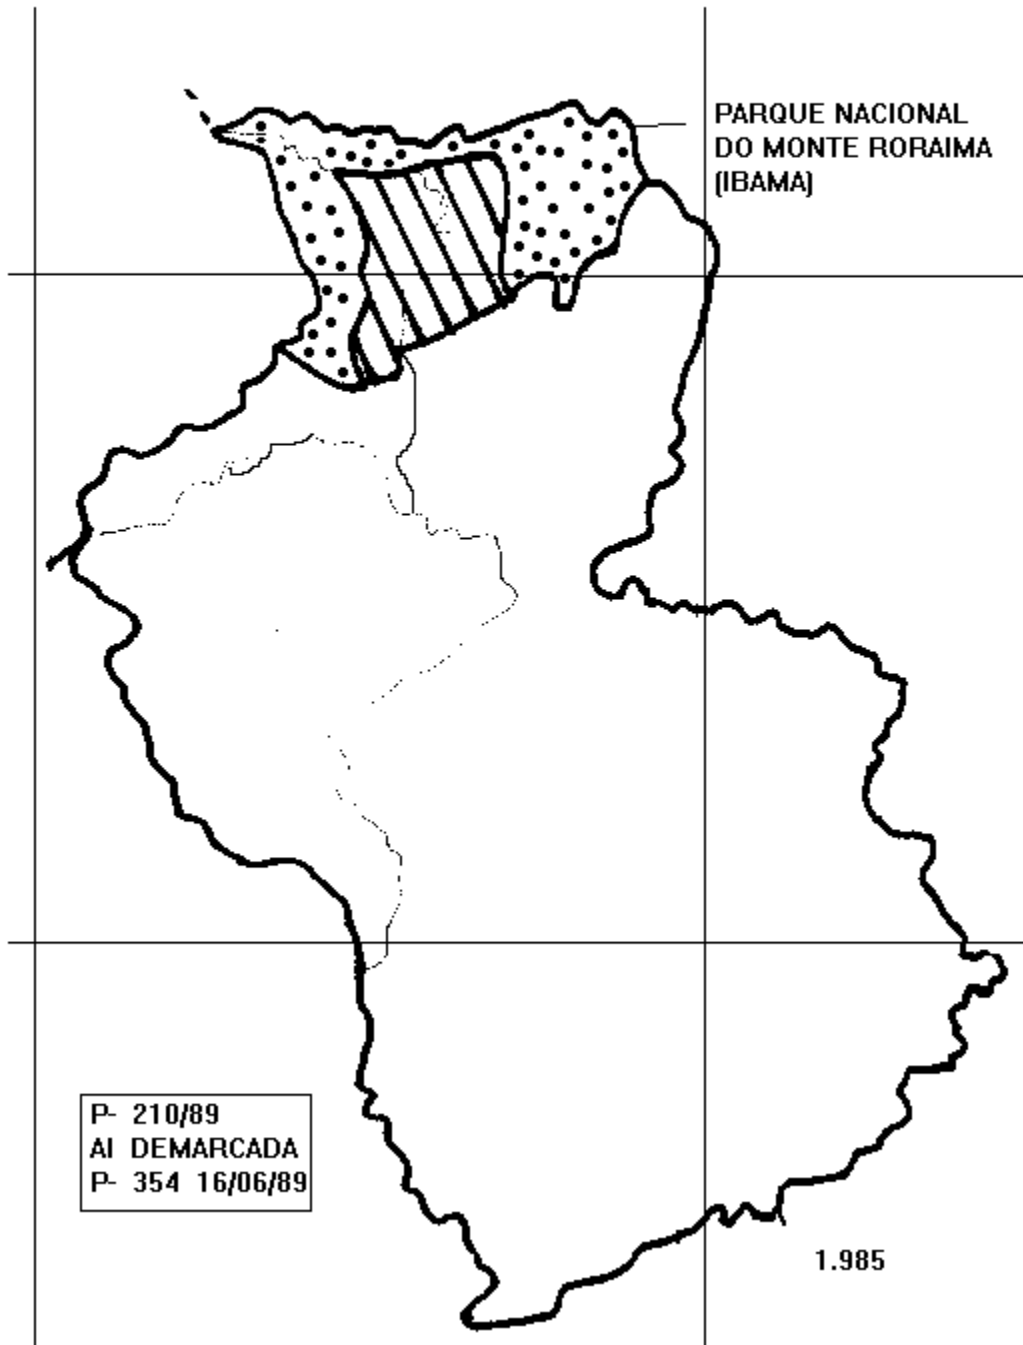 PARQUE NACIONAL
DO MONTE RORAIMA
(IBAMA)
P- 210/89
AI DEMARCADA
P- 354 16/06/89
1.985